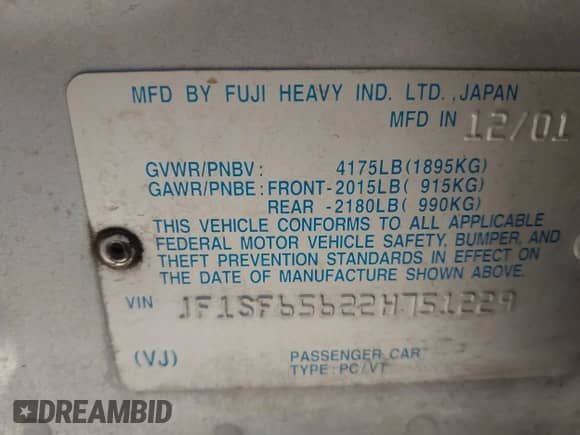 MFD BY FUJI HEAVY IND. LTD.,JAPAN
MFD IN 12/01
GVWR/PNBV: 4175LB(1895KG)
GAWR/PNBE:FRONT-2015LB( 915KG)
REAR -2180LB( 990KG)
THIS VEHICLE CONFORMS TO ALL APPLICABLE
FEDERAL MOTOR VEHICLE SAFETY, BUMPER, AND
THEFT PREVENTION STANDARDS IN EFFECT ON
THE DATE OF MANUFACTURE SHOWN ABOVE.
VIN JF1SF65622H751229
(VJ) PASSENGER CAR
TYPE:PC/VT
DREAMBID